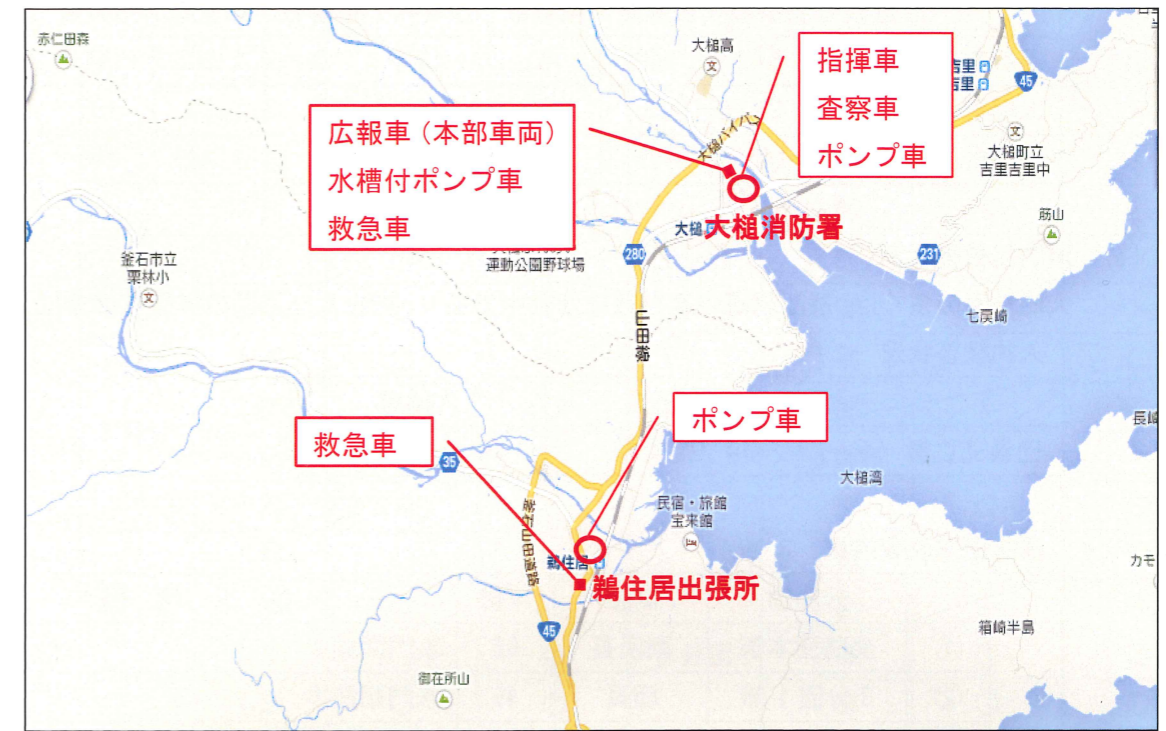 赤仁田森
大槌高
文
指揮車
査察車
ポンプ車
吉里
吉里
45
広報車（本部車両）
水槽付ポンプ車
救急車
大槌バイパ
文
大槌町立
吉里吉里中
筋山
大槌
大槌消防署
釜石市立
栗林小
文
運動公園野球場
280
231
七戻崎
山田線
ポンプ車
救急車
長崎
35
大槌湾
民宿・旅館
宝来館
釜石山田道路
鵜住居
カモ
鵜住居出張所
45
箱崎半島
御在所山